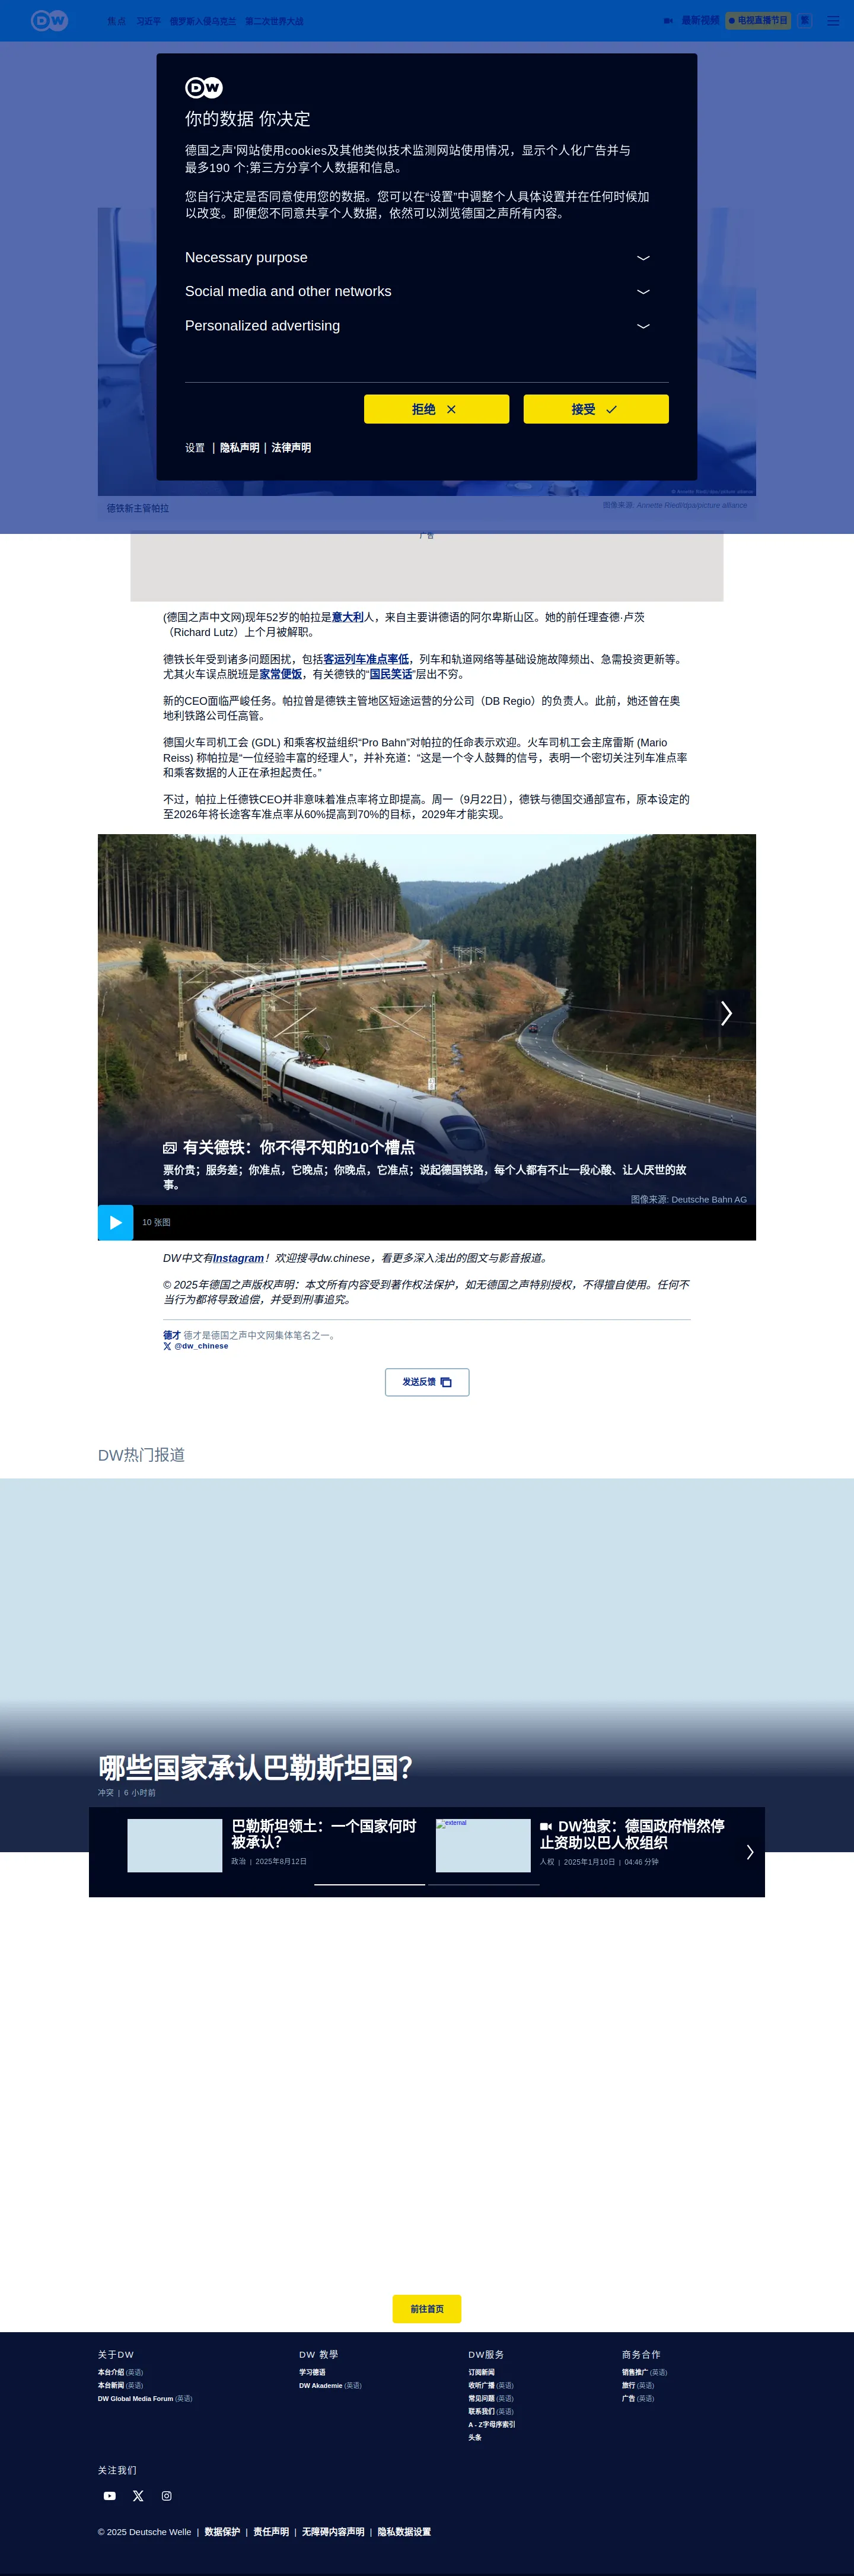 DW
焦点 习近平 俄罗斯入侵乌克兰 第二次世界大战
最新视频 电视直播节目 繁
DW
你的数据 你决定
德国之声'网站使用cookies及其他类似技术监测网站使用情况，显示个人化广告并与
最多190 个;第三方分享个人数据和信息。
您自行决定是否同意使用您的数据。您可以在“设置”中调整个人具体设置并在任何时候加
以改变。即便您不同意共享个人数据，依然可以浏览德国之声所有内容。
Necessary purpose
Social media and other networks
Personalized advertising
拒绝 接受
设置 | 隐私声明 | 法律声明
德铁新主管帕拉
图像来源: Annette Riedl/dpa/picture alliance
广告
(德国之声中文网)现年52岁的帕拉是意大利人，来自主要讲德语的阿尔卑斯山区。她的前任理查德·卢茨
（Richard Lutz）上个月被解职。
德铁长年受到诸多问题困扰，包括客运列车准点率低，列车和轨道网络等基础设施故障频出、急需投资更新等。
尤其火车误点脱班是家常便饭，有关德铁的“国民笑话”层出不穷。
新的CEO面临严峻任务。帕拉曾是德铁主管地区短途运营的分公司（DB Regio）的负责人。此前，她还曾在奥
地利铁路公司任高管。
德国火车司机工会 (GDL) 和乘客权益组织“Pro Bahn”对帕拉的任命表示欢迎。火车司机工会主席雷斯 (Mario
Reiss) 称帕拉是“一位经验丰富的经理人”，并补充道：“这是一个令人鼓舞的信号，表明一个密切关注列车准点率
和乘客数据的人正在承担起责任。”
不过，帕拉上任德铁CEO并非意味着准点率将立即提高。周一（9月22日），德铁与德国交通部宣布，原本设定的
至2026年将长途客车准点率从60%提高到70%的目标，2029年才能实现。
有关德铁：你不得不知的10个槽点
票价贵；服务差；你准点，它晚点；你晚点，它准点；说起德国铁路，每个人都有不止一段心酸、让人厌世的故
事。
图像来源: Deutsche Bahn AG
10 张图
DW中文有Instagram！欢迎搜寻dw.chinese，看更多深入浅出的图文与影音报道。
© 2025年德国之声版权声明：本文所有内容受到著作权法保护，如无德国之声特别授权，不得擅自使用。任何不
当行为都将导致追偿，并受到刑事追究。
德才 德才是德国之声中文网集体笔名之一。
@dw_chinese
发送反馈
DW热门报道
哪些国家承认巴勒斯坦国？
冲突 | 6 小时前
巴勒斯坦领土：一个国家何时
被承认？
政治 | 2025年8月12日
external
DW独家：德国政府悄然停
止资助以巴人权组织
人权 | 2025年1月10日 | 04:46 分钟
前往首页
关于DW
本台介绍 (英语)
本台新闻 (英语)
DW Global Media Forum (英语)
DW 教學
学习德语
DW Akademie (英语)
DW服务
订阅新闻
收听广播 (英语)
常见问题 (英语)
联系我们 (英语)
A - Z字母序索引
头条
商务合作
销售推广 (英语)
旅行 (英语)
广告 (英语)
关注我们
© 2025 Deutsche Welle | 数据保护 | 责任声明 | 无障碍内容声明 | 隐私数据设置